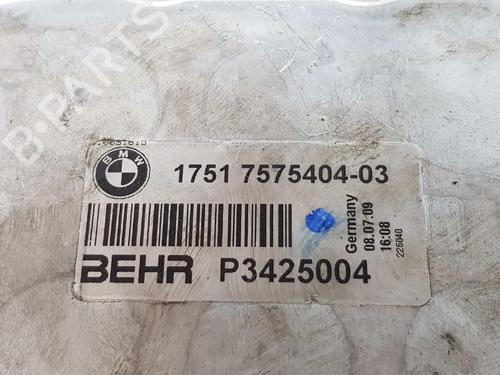 B-PARTS
BMW
1751 7575404-03
Germany
08.07.09
16:08
226040
BEHR P3425004